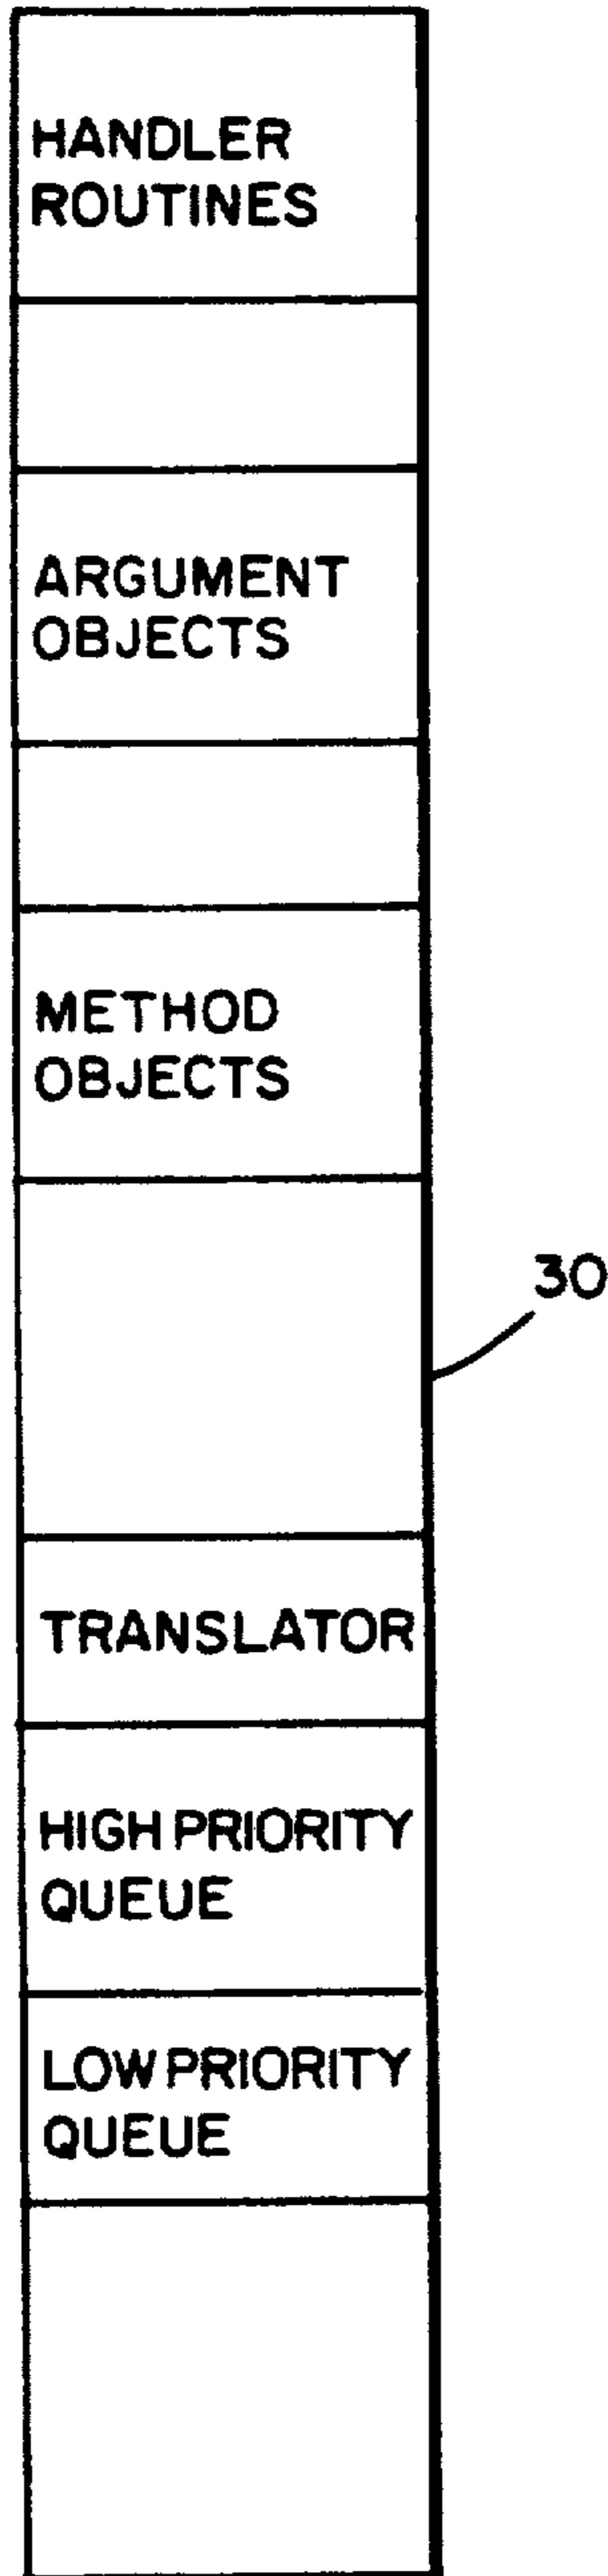 HANDLER
ROUTINES
ARGUMENT
OBJECTS
METHOD
OBJECTS
30
TRANSLATOR
HIGH PRIORITY
QUEUE
LOW PRIORITY
QUEUE